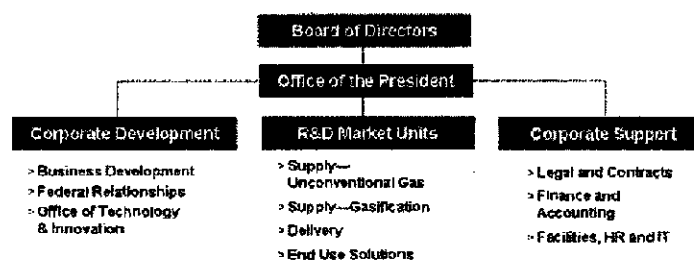 Board of Directors
Office of the President
Corporate Development
R&D Market Units
Corporate Support
> Business Development
> Federal Relationships
> Office of Technology
& Innovation
> Supply—
Unconventional Gas
> Supply—Gasification
> Delivery
> End Use Solutions
> Legal and Contracts
> Finance and
Accounting
> Facilities, HR and IT